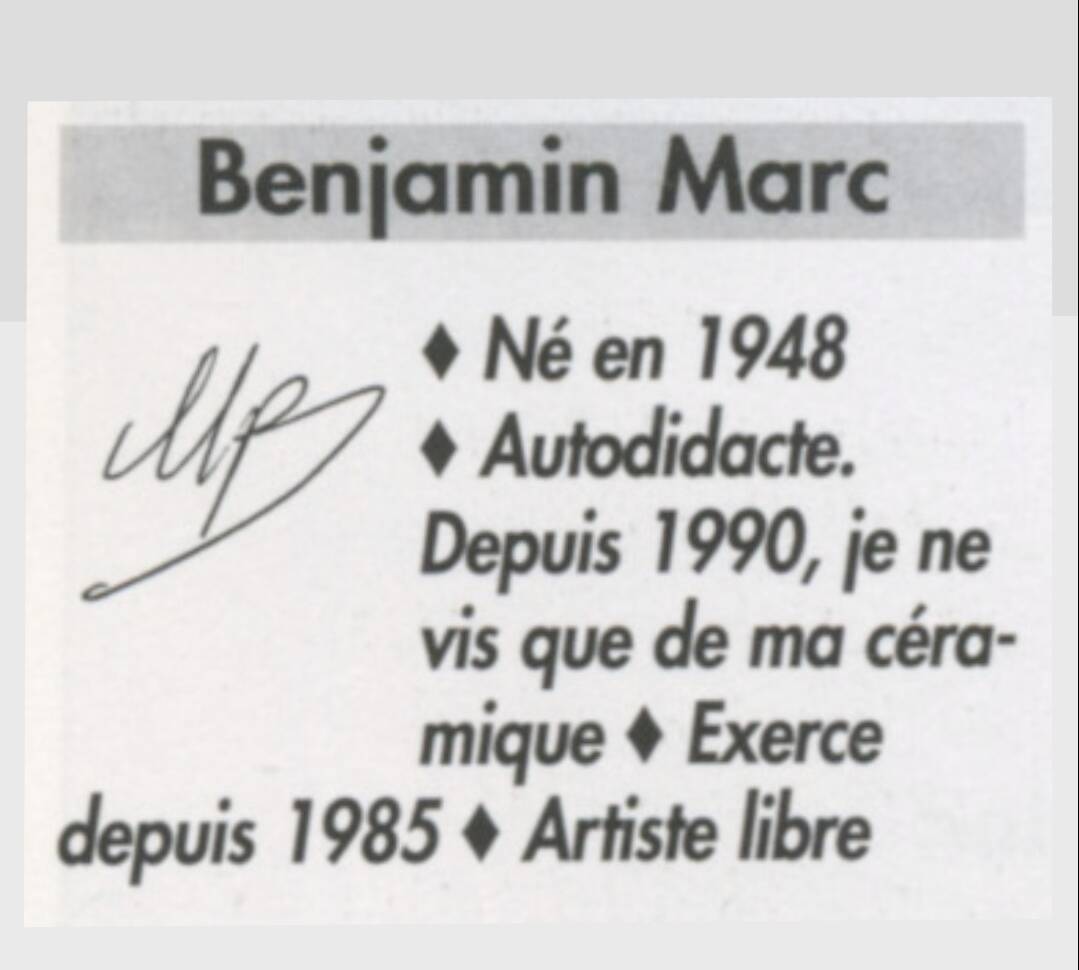 Benjamin Marc
MB
♦ Né en 1948
♦ Autodidacte.
Depuis 1990, je ne
vis que de ma céra-
mique ♦ Exerce
depuis 1985 ♦ Artiste libre